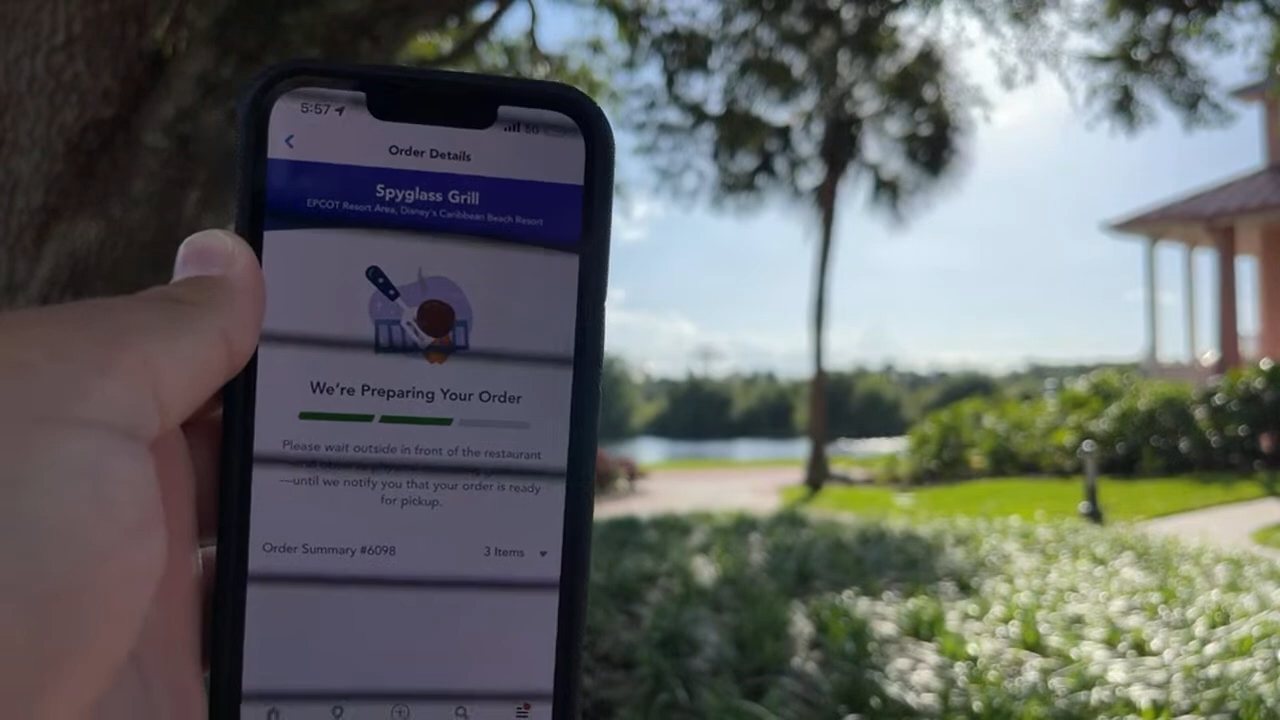 5:57
5G
Order Details
Spyglass Grill
EPCOT Resort Area, Disney's Caribbean Beach Resort
We're Preparing Your Order
Please wait outside in front of the restaurant
—until we notify you that your order is ready
for pickup.
Order Summary #6098
3 Items